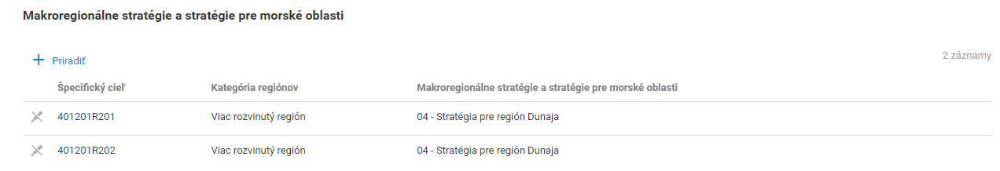 Makroregionálne stratégie a stratégie pre morské oblasti
Priradiť
2 záznamy
Špecifický cieľ Kategória regiónov Makroregionálne stratégie a stratégie pre morské oblasti
401201R201 Viac rozvinutý región 04 - Stratégia pre región Dunaja
401201R202 Viac rozvinutý región 04 - Stratégia pre región Dunaja